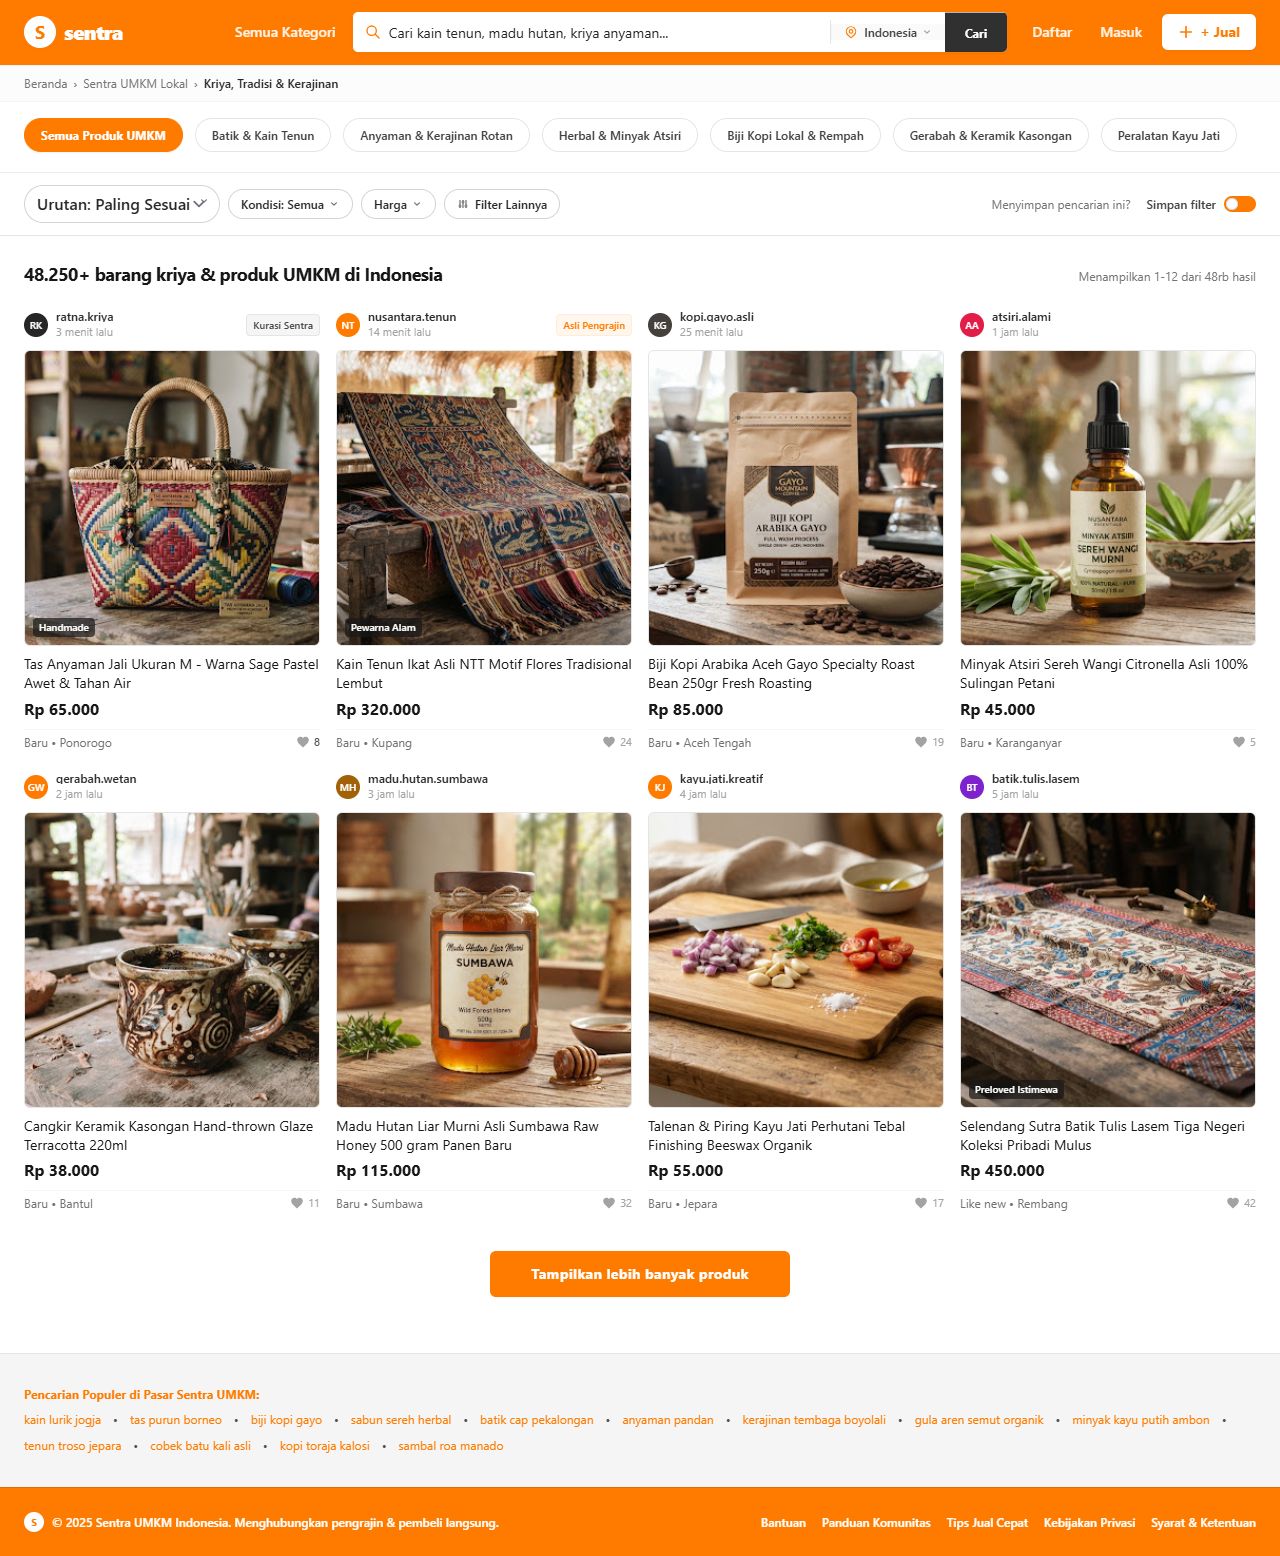 S sentra
Semua Kategori
Cari kain tenun, madu hutan, kriya anyaman...
Indonesia
Cari
Daftar
Masuk
+ Jual
Beranda › Sentra UMKM Lokal › Kriya, Tradisi & Kerajinan
Semua Produk UMKM
Batik & Kain Tenun
Anyaman & Kerajinan Rotan
Herbal & Minyak Atsiri
Biji Kopi Lokal & Rempah
Gerabah & Keramik Kasongan
Peralatan Kayu Jati
Urutan: Paling Sesuai
Kondisi: Semua
Harga
Filter Lainnya
Menyimpan pencarian ini?
Simpan filter
48.250+ barang kriya & produk UMKM di Indonesia
Menampilkan 1-12 dari 48rb hasil
RK
ratna.kriya
3 menit lalu
Kurasi Sentra
Handmade
Tas Anyaman Jali Ukuran M - Warna Sage Pastel
Awet & Tahan Air
Rp 65.000
Baru • Ponorogo
8
NT
nusantara.tenun
14 menit lalu
Asli Pengrajin
Pewarna Alam
Kain Tenun Ikat Asli NTT Motif Flores Tradisional
Lembut
Rp 320.000
Baru • Kupang
24
KG
kopi.gayo.asli
25 menit lalu
GAYO
MOUNTAIN
COFFEE
BIJI KOPI
ARABIKA GAYO
FULL WASH PROCESS
SINGLE ORIGIN · ACEH, INDONESIA
250g
Biji Kopi Arabika Aceh Gayo Specialty Roast
Bean 250gr Fresh Roasting
Rp 85.000
Baru • Aceh Tengah
19
AA
atsiri.alami
1 jam lalu
NUSANTARA
MINYAK ATSIRI
SEREH WANGI
MURNI
100% NATURAL · PURE
Minyak Atsiri Sereh Wangi Citronella Asli 100%
Sulingan Petani
Rp 45.000
Baru • Karanganyar
5
GW
gerabah.wetan
2 jam lalu
Cangkir Keramik Kasongan Hand-thrown Glaze
Terracotta 220ml
Rp 38.000
Baru • Bantul
11
MH
madu.hutan.sumbawa
3 jam lalu
Madu Hutan Liar Murni
SUMBAWA
Wild Forest Honey
500g
Madu Hutan Liar Murni Asli Sumbawa Raw
Honey 500 gram Panen Baru
Rp 115.000
Baru • Sumbawa
32
KJ
kayu.jati.kreatif
4 jam lalu
Talenan & Piring Kayu Jati Perhutani Tebal
Finishing Beeswax Organik
Rp 55.000
Baru • Jepara
17
BT
batik.tulis.lasem
5 jam lalu
Preloved Istimewa
Selendang Sutra Batik Tulis Lasem Tiga Negeri
Koleksi Pribadi Mulus
Rp 450.000
Like new • Rembang
42
Tampilkan lebih banyak produk
Pencarian Populer di Pasar Sentra UMKM:
kain lurik jogja • tas purun borneo • biji kopi gayo • sabun sereh herbal • batik cap pekalongan • anyaman pandan • kerajinan tembaga boyolali • gula aren semut organik • minyak kayu putih ambon •
tenun troso jepara • cobek batu kali asli • kopi toraja kalosi • sambal roa manado
S © 2025 Sentra UMKM Indonesia. Menghubungkan pengrajin & pembeli langsung.
Bantuan
Panduan Komunitas
Tips Jual Cepat
Kebijakan Privasi
Syarat & Ketentuan